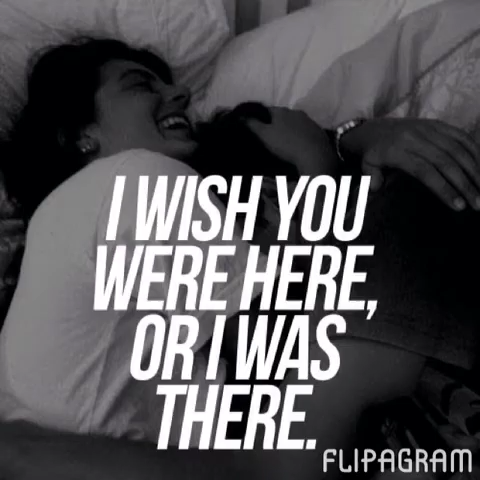 I WISH YOU
WERE HERE,
OR I WAS
THERE.
FLIPAGRAM